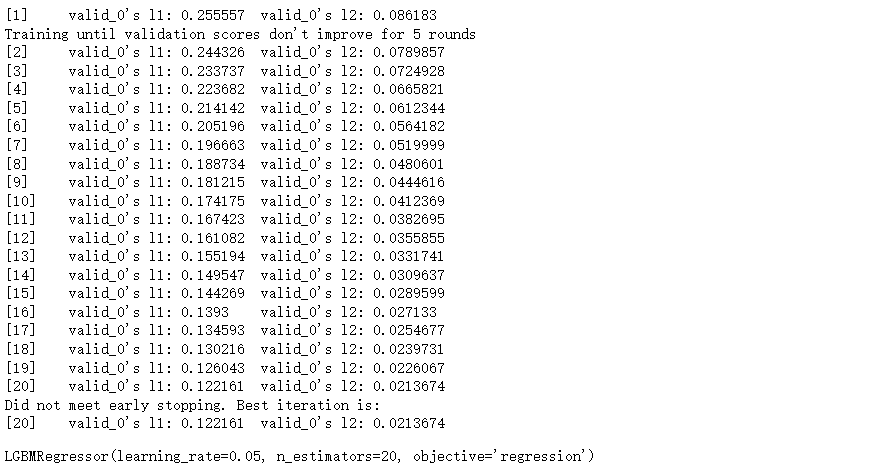 [1]	valid_0's l1: 0.255557	valid_0's l2: 0.086183
Training until validation scores don't improve for 5 rounds
[2]	valid_0's l1: 0.244326	valid_0's l2: 0.0789857
[3]	valid_0's l1: 0.233737	valid_0's l2: 0.0724928
[4]	valid_0's l1: 0.223682	valid_0's l2: 0.0665821
[5]	valid_0's l1: 0.214142	valid_0's l2: 0.0612344
[6]	valid_0's l1: 0.205196	valid_0's l2: 0.0564182
[7]	valid_0's l1: 0.196663	valid_0's l2: 0.0519999
[8]	valid_0's l1: 0.188734	valid_0's l2: 0.0480601
[9]	valid_0's l1: 0.181215	valid_0's l2: 0.0444616
[10]	valid_0's l1: 0.174175	valid_0's l2: 0.0412369
[11]	valid_0's l1: 0.167423	valid_0's l2: 0.0382695
[12]	valid_0's l1: 0.161082	valid_0's l2: 0.0355855
[13]	valid_0's l1: 0.155194	valid_0's l2: 0.0331741
[14]	valid_0's l1: 0.149547	valid_0's l2: 0.0309637
[15]	valid_0's l1: 0.144269	valid_0's l2: 0.0289599
[16]	valid_0's l1: 0.1393	valid_0's l2: 0.027133
[17]	valid_0's l1: 0.134593	valid_0's l2: 0.0254677
[18]	valid_0's l1: 0.130216	valid_0's l2: 0.0239731
[19]	valid_0's l1: 0.126043	valid_0's l2: 0.0226067
[20]	valid_0's l1: 0.122161	valid_0's l2: 0.0213674
Did not meet early stopping. Best iteration is:
[20]	valid_0's l1: 0.122161	valid_0's l2: 0.0213674
LGBMRegressor(learning_rate=0.05, n_estimators=20, objective='regression')